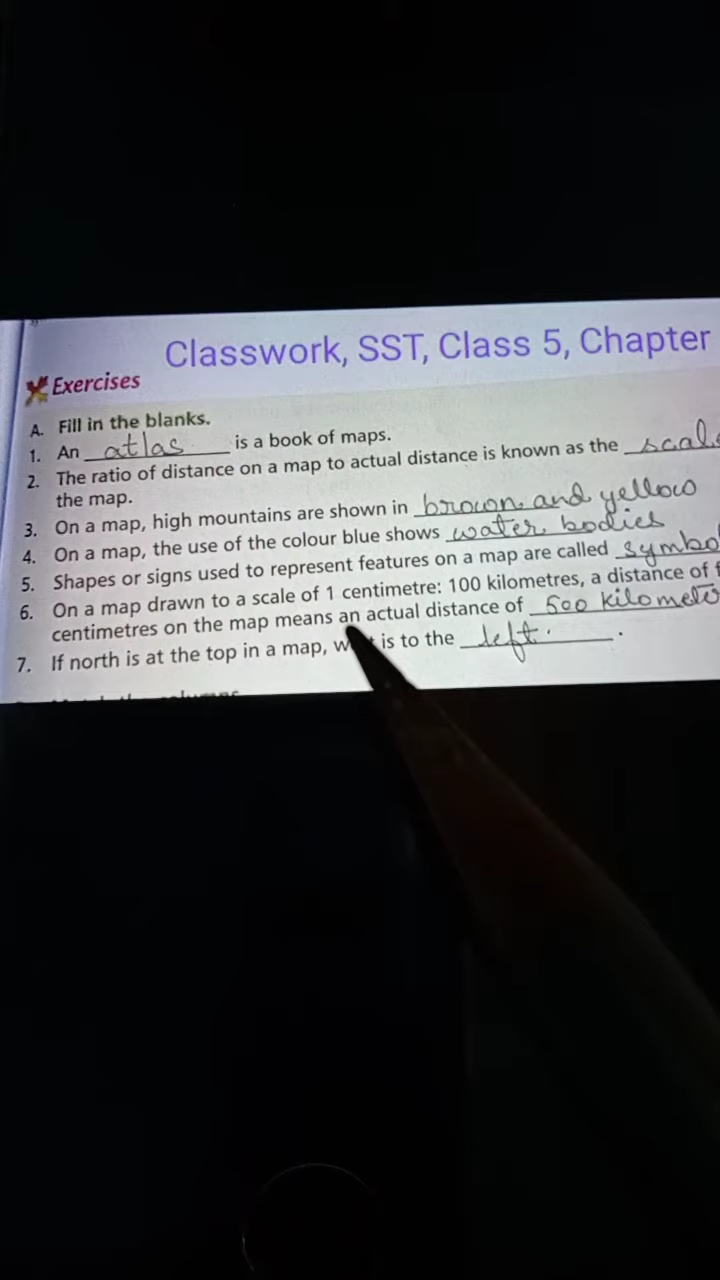 Classwork, SST, Class 5, Chapter
Exercises
A. Fill in the blanks.
1. An atlas is a book of maps.
2. The ratio of distance on a map to actual distance is known as the
the map.
3. On a map, high mountains are shown in brown and yellow
4. On a map, the use of the colour blue shows water bodies
5. Shapes or signs used to represent features on a map are called
6. On a map drawn to a scale of 1 centimetre: 100 kilometres, a distance of
centimetres on the map means an actual distance of 500
7. If north is at the top in a map, is to the left.